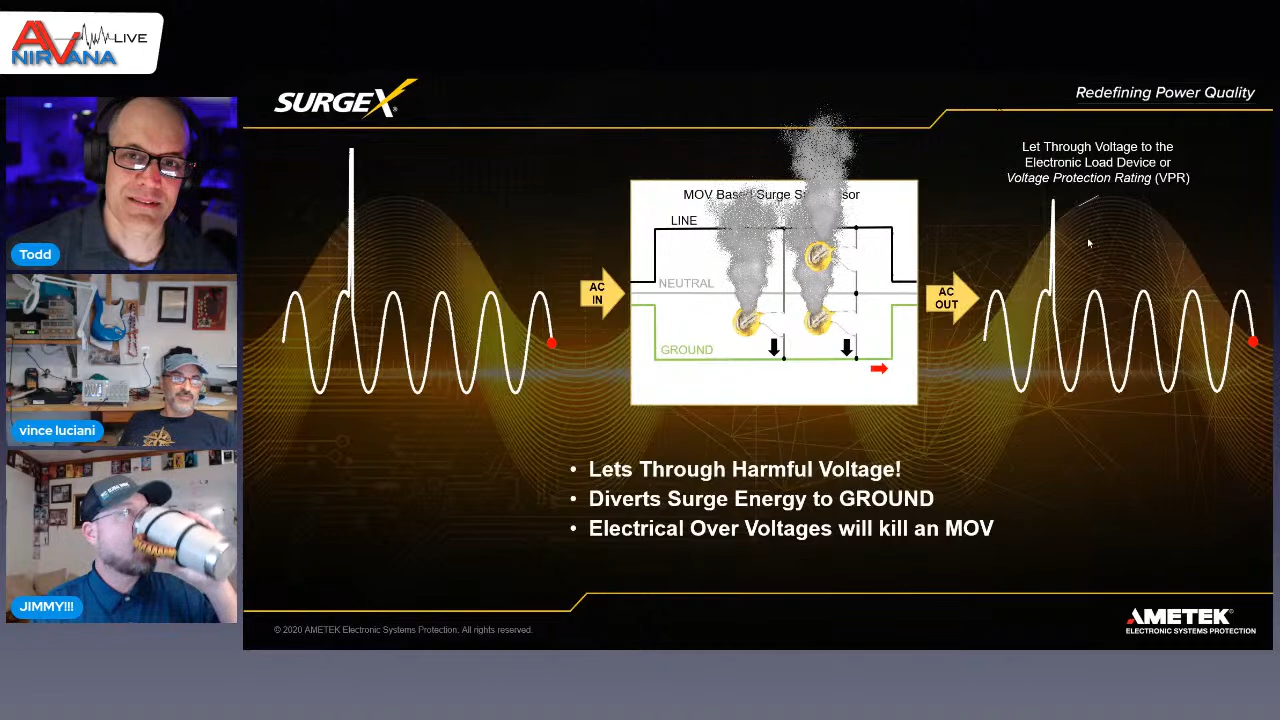 AV NIRVANA LIVE
SURGEX®
Redefining Power Quality
Let Through Voltage to the
Electronic Load Device or
Voltage Protection Rating (VPR)
MOV Based Surge
LINE
NEUTRAL
GROUND
AC
IN
AC
OUT
Todd
vince luciani
JIMMY!!!
• Lets Through Harmful Voltage!
• Diverts Surge Energy to GROUND
• Electrical Over Voltages will kill an MOV
© 2020 AMETEK Electronic Systems Protection. All rights reserved.
AMETEK®
ELECTRONIC SYSTEMS PROTECTION